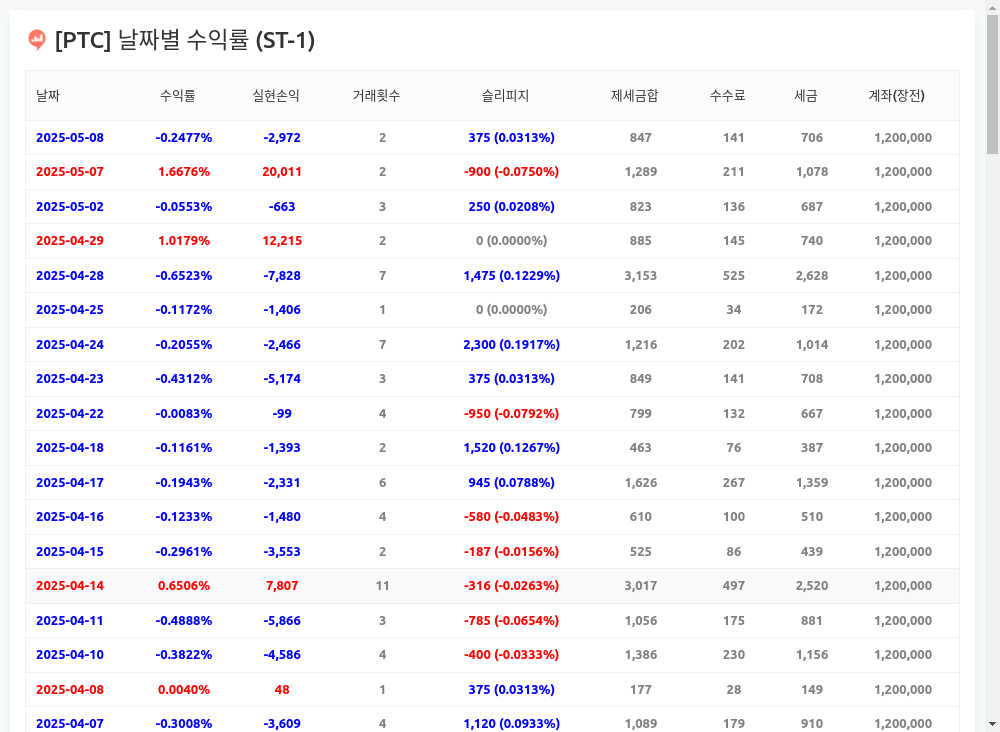 [PTC] 날짜별 수익률 (ST-1)
날짜 수익률 실현손익 거래횟수 슬리피지 제세금합 수수료 세금 계좌(장전)
2025-05-08 -0.2477% -2,972 2 375 (0.0313%) 847 141 706 1,200,000
2025-05-07 1.6676% 20,011 2 -900 (-0.0750%) 1,289 211 1,078 1,200,000
2025-05-02 -0.0553% -663 3 250 (0.0208%) 823 136 687 1,200,000
2025-04-29 1.0179% 12,215 2 0 (0.0000%) 885 145 740 1,200,000
2025-04-28 -0.6523% -7,828 7 1,475 (0.1229%) 3,153 525 2,628 1,200,000
2025-04-25 -0.1172% -1,406 1 0 (0.0000%) 206 34 172 1,200,000
2025-04-24 -0.2055% -2,466 7 2,300 (0.1917%) 1,216 202 1,014 1,200,000
2025-04-23 -0.4312% -5,174 3 375 (0.0313%) 849 141 708 1,200,000
2025-04-22 -0.0083% -99 4 -950 (-0.0792%) 799 132 667 1,200,000
2025-04-18 -0.1161% -1,393 2 1,520 (0.1267%) 463 76 387 1,200,000
2025-04-17 -0.1943% -2,331 6 945 (0.0788%) 1,626 267 1,359 1,200,000
2025-04-16 -0.1233% -1,480 4 -580 (-0.0483%) 610 100 510 1,200,000
2025-04-15 -0.2961% -3,553 2 -187 (-0.0156%) 525 86 439 1,200,000
2025-04-14 0.6506% 7,807 11 -316 (-0.0263%) 3,017 497 2,520 1,200,000
2025-04-11 -0.4888% -5,866 3 -785 (-0.0654%) 1,056 175 881 1,200,000
2025-04-10 -0.3822% -4,586 4 -400 (-0.0333%) 1,386 230 1,156 1,200,000
2025-04-08 0.0040% 48 1 375 (0.0313%) 177 28 149 1,200,000
2025-04-07 -0.3008% -3,609 4 1,120 (0.0933%) 1,089 179 910 1,200,000